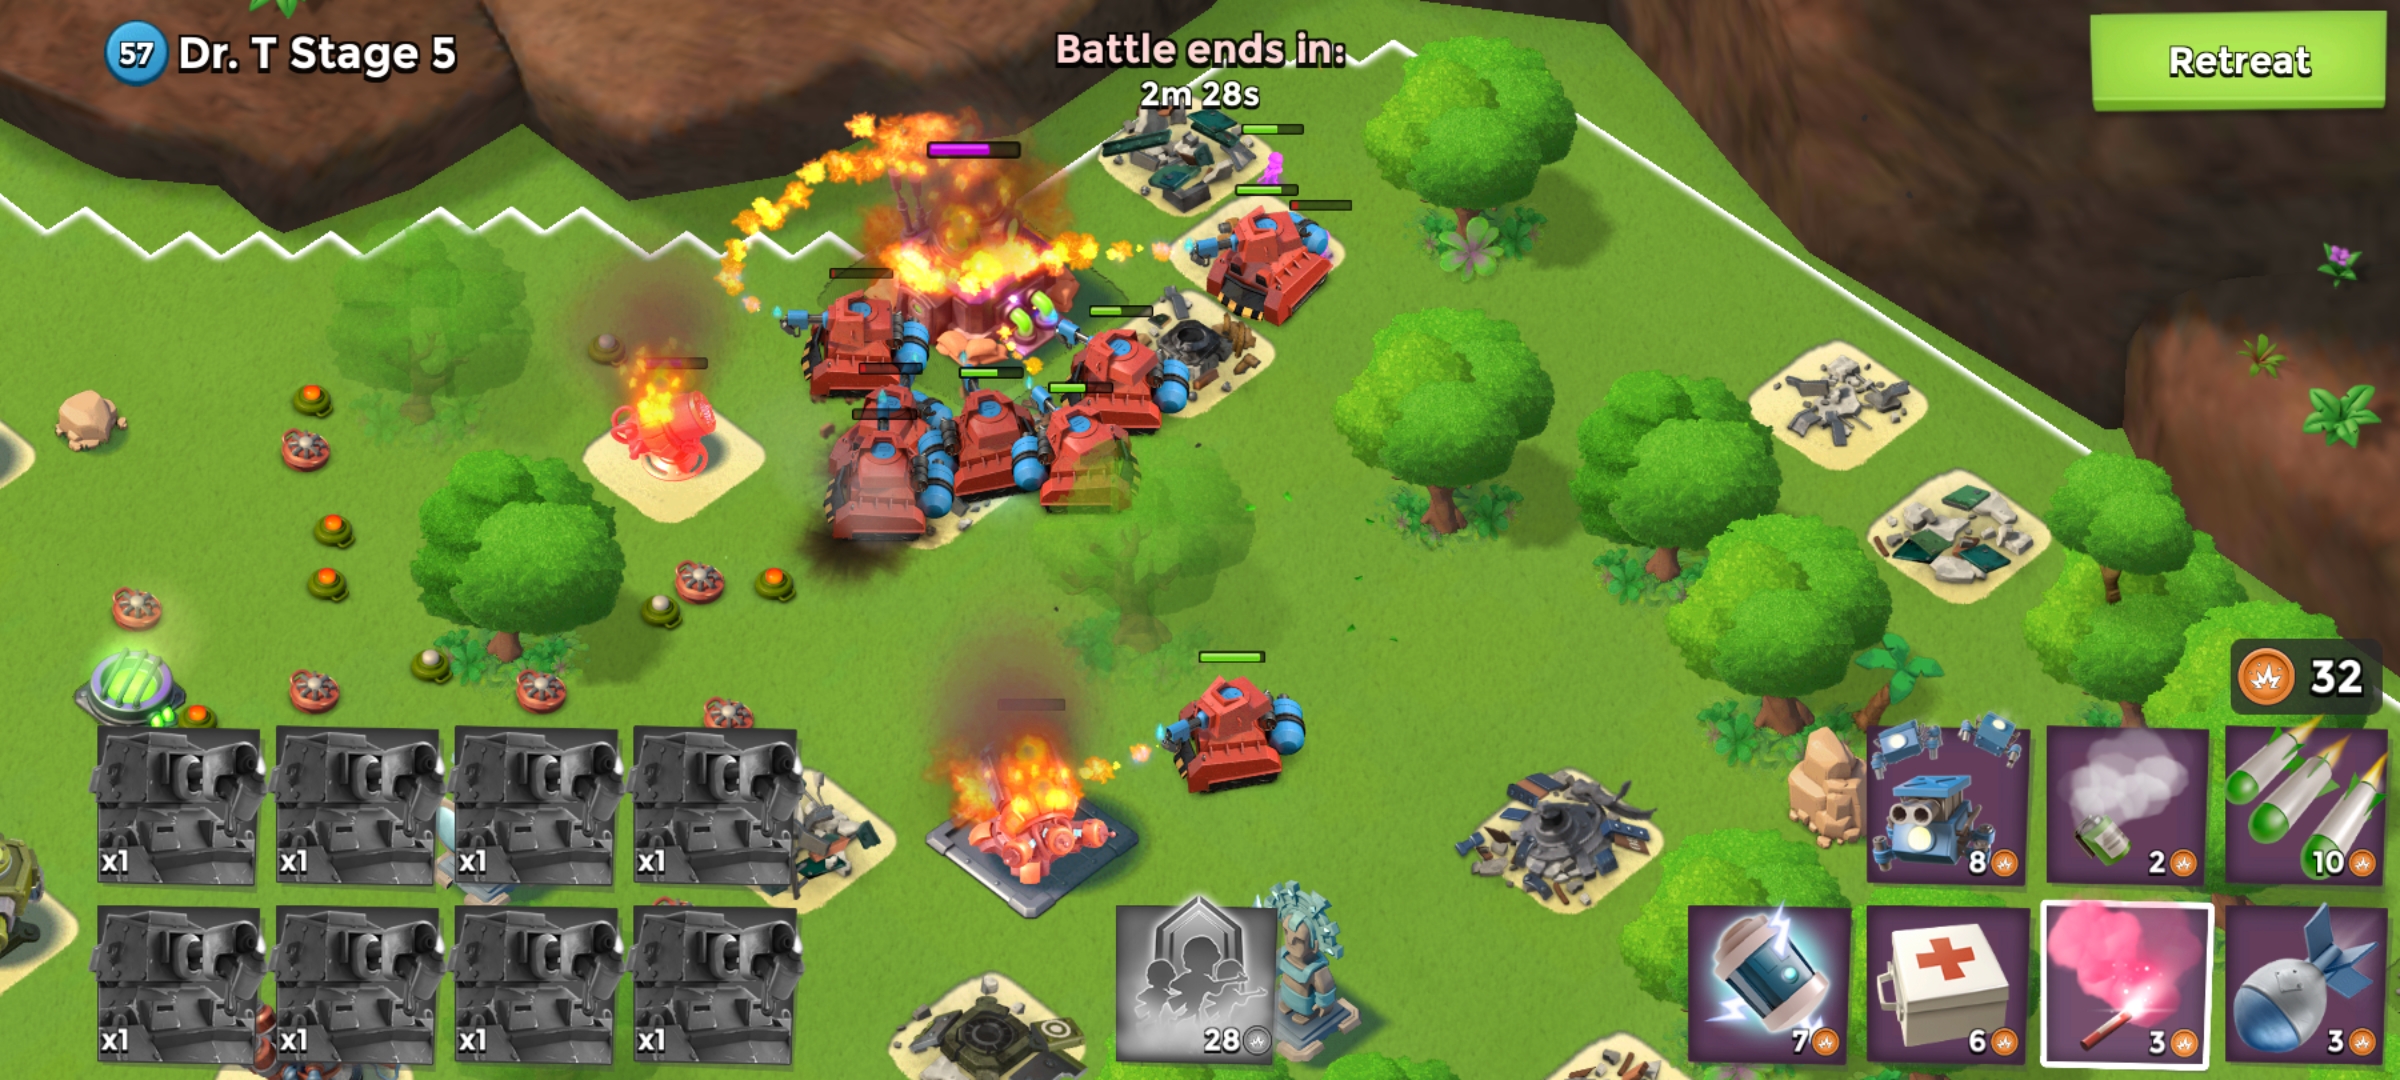 57 Dr. T Stage 5
Battle ends in:
2m 28s
Retreat
32
x1 x1 x1 x1
8 2 10
x1 x1 x1 x1
28
7 6 3 3